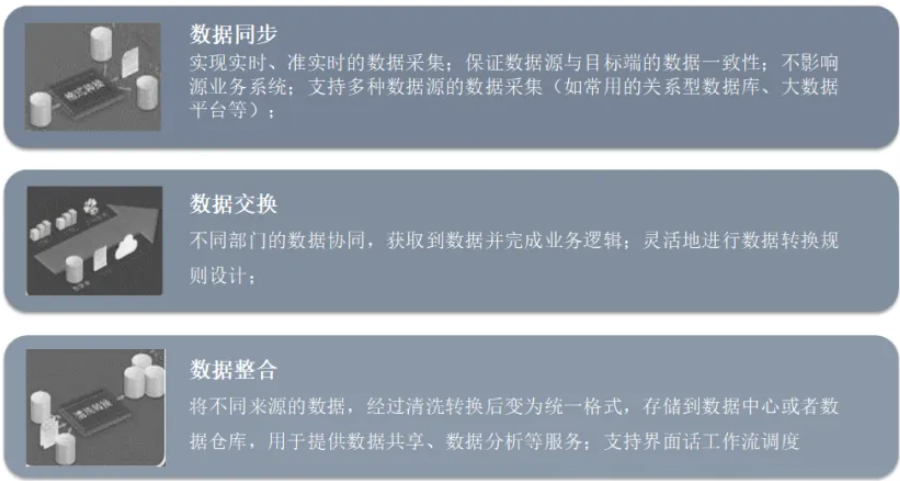 数据同步
实现实时、准实时的数据采集；保证数据源与目标端的数据一致性；不影响
源业务系统；支持多种数据源的数据采集（如常用的关系型数据库、大数据
平台等）；
数据交换
不同部门的数据协同，获取到数据并完成业务逻辑；灵活地进行数据转换规
则设计；
数据整合
将不同来源的数据，经过清洗转换后变为统一格式，存储到数据中心或者数
据仓库，用于提供数据共享、数据分析等服务；支持界面话工作流调度